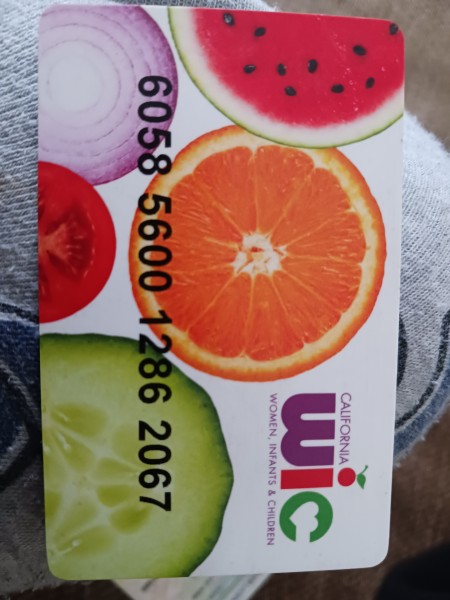 CALIFORNIA
wic
WOMEN, INFANTS & CHILDREN
6058 5600 1286 2067